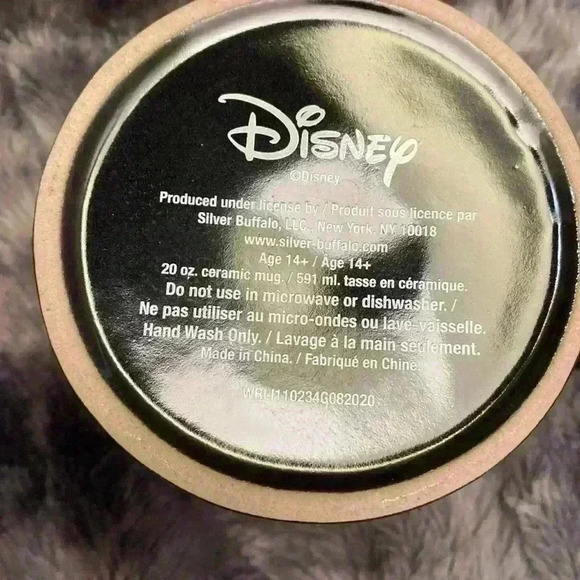 Disney
©Disney
Produced under license by / Produit sous licence par
Silver Buffalo, LLC., New York, NY 10018
www.silver-buffalo.com
Age 14+ / Âge 14+
20 oz. ceramic mug. / 591 ml. tasse en céramique.
Do not use in microwave or dishwasher. /
Ne pas utiliser au micro-ondes ou lave-vaisselle.
Hand Wash Only. / Lavage à la main seulement.
Made in China. / Fabriqué en Chine.